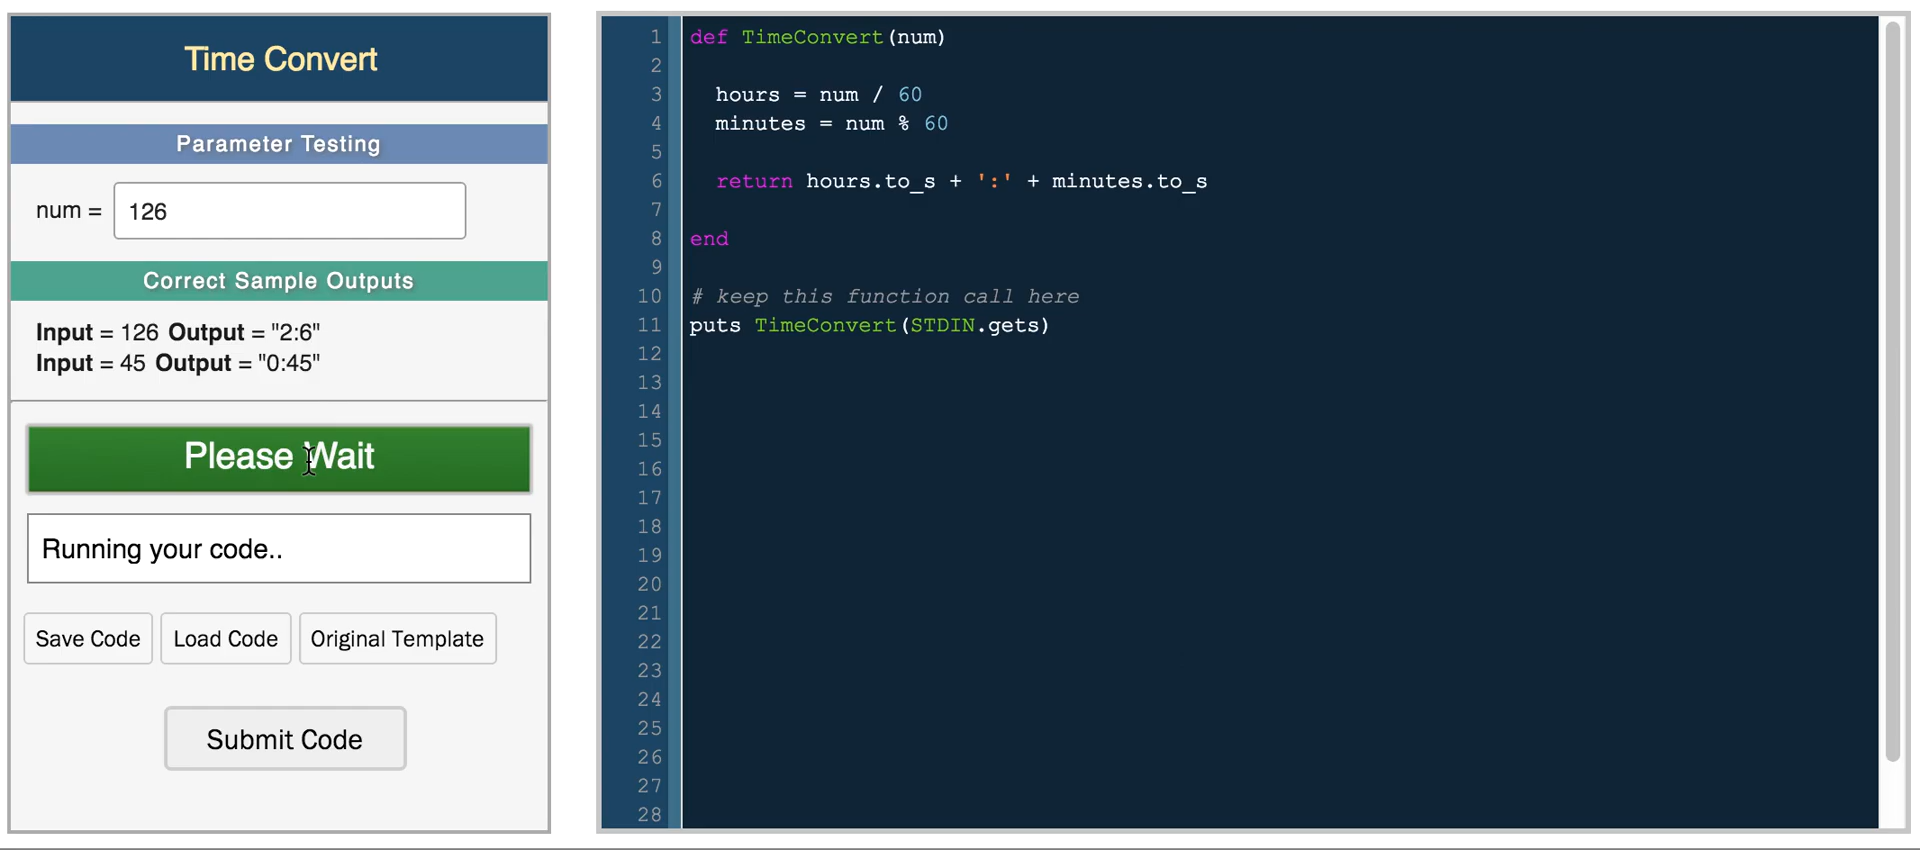 Time Convert
Parameter Testing
num = 126
Correct Sample Outputs
Input = 126 Output = "2:6"
Input = 45 Output = "0:45"
Please Wait
Running your code..
Save Code Load Code Original Template
Submit Code
1 def TimeConvert(num)
2
3 hours = num / 60
4 minutes = num % 60
5
6 return hours.to_s + ':' + minutes.to_s
7
8 end
9
10 # keep this function call here
11 puts TimeConvert(STDIN.gets)
12
13
14
15
16
17
18
19
20
21
22
23
24
25
26
27
28